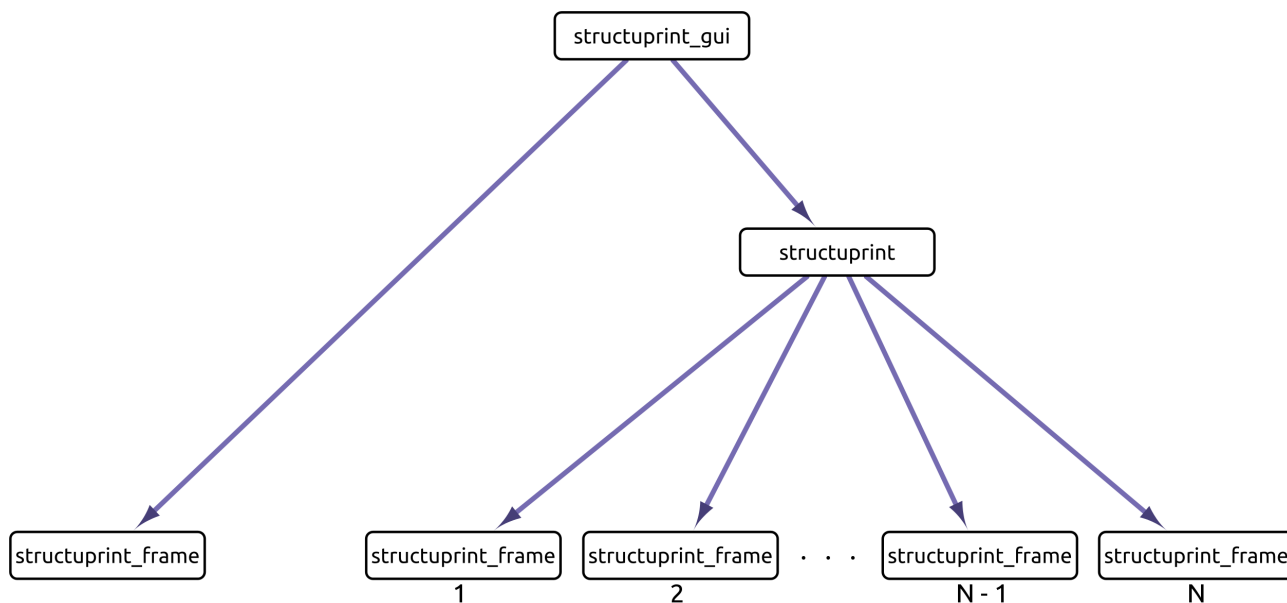 structuprint_gui
structuprint
structuprint_frame structuprint_frame structuprint_frame . . . structuprint_frame structuprint_frame
1 2 N - 1 N